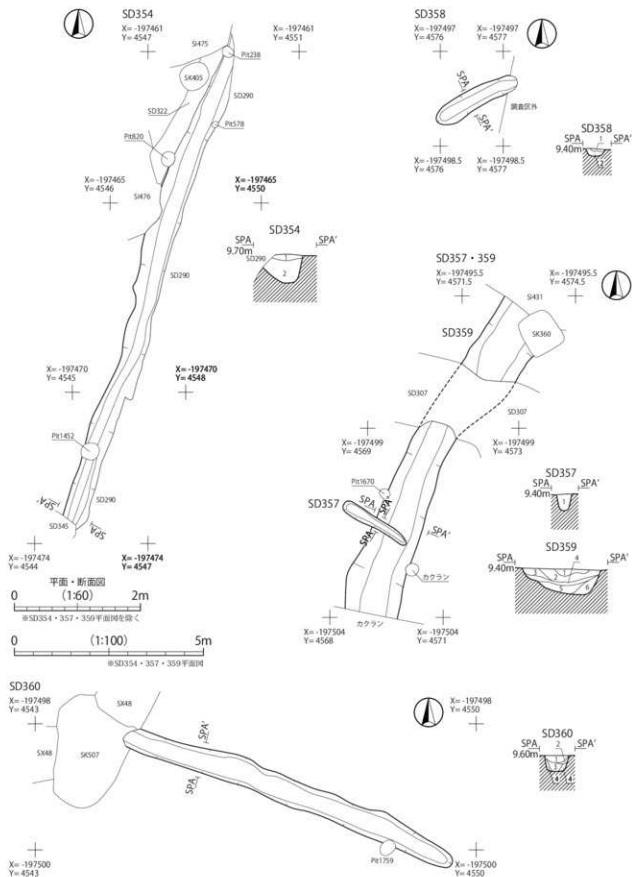 SD354
X= -197461
Y= 4547
X= -197461
Y= 4551
SI475
Pit238
SK405
SD290
SD322
Pit578
Pit820
X= -197465
Y= 4546
X= -197465
Y= 4550
SI476
SD354
SPA
SPA'
9.70m
SD290
1
2
SD290
X= -197470
Y= 4545
X= -197470
Y= 4548
Pit1452
SPA'
SD290
SPA
SD345
X= -197474
Y= 4544
X= -197474
Y= 4547
平面・断面図
0 (1:60) 2m
※SD354・357・359平面図を除く
0 (1:100) 5m
※SD354・357・359平面図
SD358
X= -197497
Y= 4576
X= -197497
Y= 4577
SPA
SPA'
調査区外
X= -197498.5
Y= 4576
X= -197498.5
Y= 4577
SD358
SPA
SPA'
9.40m
1
SD357・359
X= -197495.5
Y= 4571.5
X= -197495.5
Y= 4574.5
SI431
SD359
SK360
SD307
SD307
X= -197499
Y= 4569
X= -197499
Y= 4573
Pit1670
SD357
SPA
SPA'
SPA
SPA'
カクラン
カクラン
X= -197504
Y= 4568
X= -197504
Y= 4571
SD357
SPA
SPA'
9.40m
1
SD359
4
SPA
SPA'
9.40m
3
2
1
5
6
SD360
X= -197498
Y= 4543
SX48
SX48
SK507
SPA'
SPA
X= -197498
Y= 4550
Pit1759
X= -197500
Y= 4543
X= -197500
Y= 4550
SD360
2
SPA
SPA'
9.60m
4
4